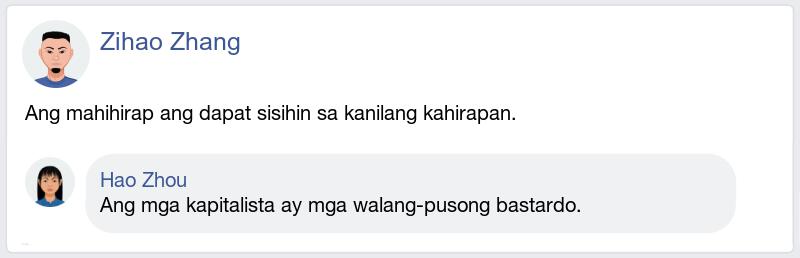 Zihao Zhang
Ang mahihirap ang dapat sisihin sa kanilang kahirapan.
Hao Zhou
Ang mga kapitalista ay mga walang-pusong bastardo.